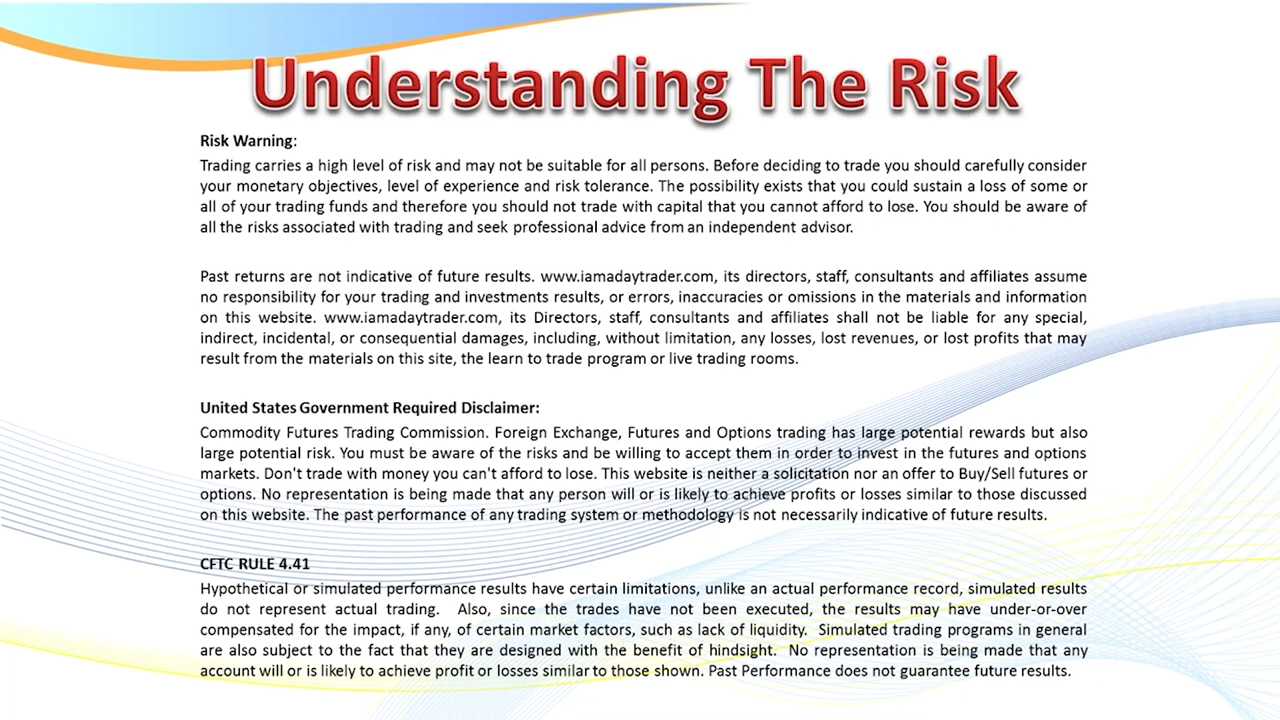 Understanding The Risk
Risk Warning:
Trading carries a high level of risk and may not be suitable for all persons. Before deciding to trade you should carefully consider
your monetary objectives, level of experience and risk tolerance. The possibility exists that you could sustain a loss of some or
all of your trading funds and therefore you should not trade with capital that you cannot afford to lose. You should be aware of
all the risks associated with trading and seek professional advice from an independent advisor.
Past returns are not indicative of future results. www.iamadaytrader.com, its directors, staff, consultants and affiliates assume
no responsibility for your trading and investments results, or errors, inaccuracies or omissions in the materials and information
on this website. www.iamadaytrader.com, its Directors, staff, consultants and affiliates shall not be liable for any special,
indirect, incidental, or consequential damages, including, without limitation, any losses, lost revenues, or lost profits that may
result from the materials on this site, the learn to trade program or live trading rooms.
United States Government Required Disclaimer:
Commodity Futures Trading Commission. Foreign Exchange, Futures and Options trading has large potential rewards but also
large potential risk. You must be aware of the risks and be willing to accept them in order to invest in the futures and options
markets. Don't trade with money you can't afford to lose. This website is neither a solicitation nor an offer to Buy/Sell futures or
options. No representation is being made that any person will or is likely to achieve profits or losses similar to those discussed
on this website. The past performance of any trading system or methodology is not necessarily indicative of future results.
CFTC RULE 4.41
Hypothetical or simulated performance results have certain limitations, unlike an actual performance record, simulated results
do not represent actual trading. Also, since the trades have not been executed, the results may have under-or-over
compensated for the impact, if any, of certain market factors, such as lack of liquidity. Simulated trading programs in general
are also subject to the fact that they are designed with the benefit of hindsight. No representation is being made that any
account will or is likely to achieve profit or losses similar to those shown. Past Performance does not guarantee future results.